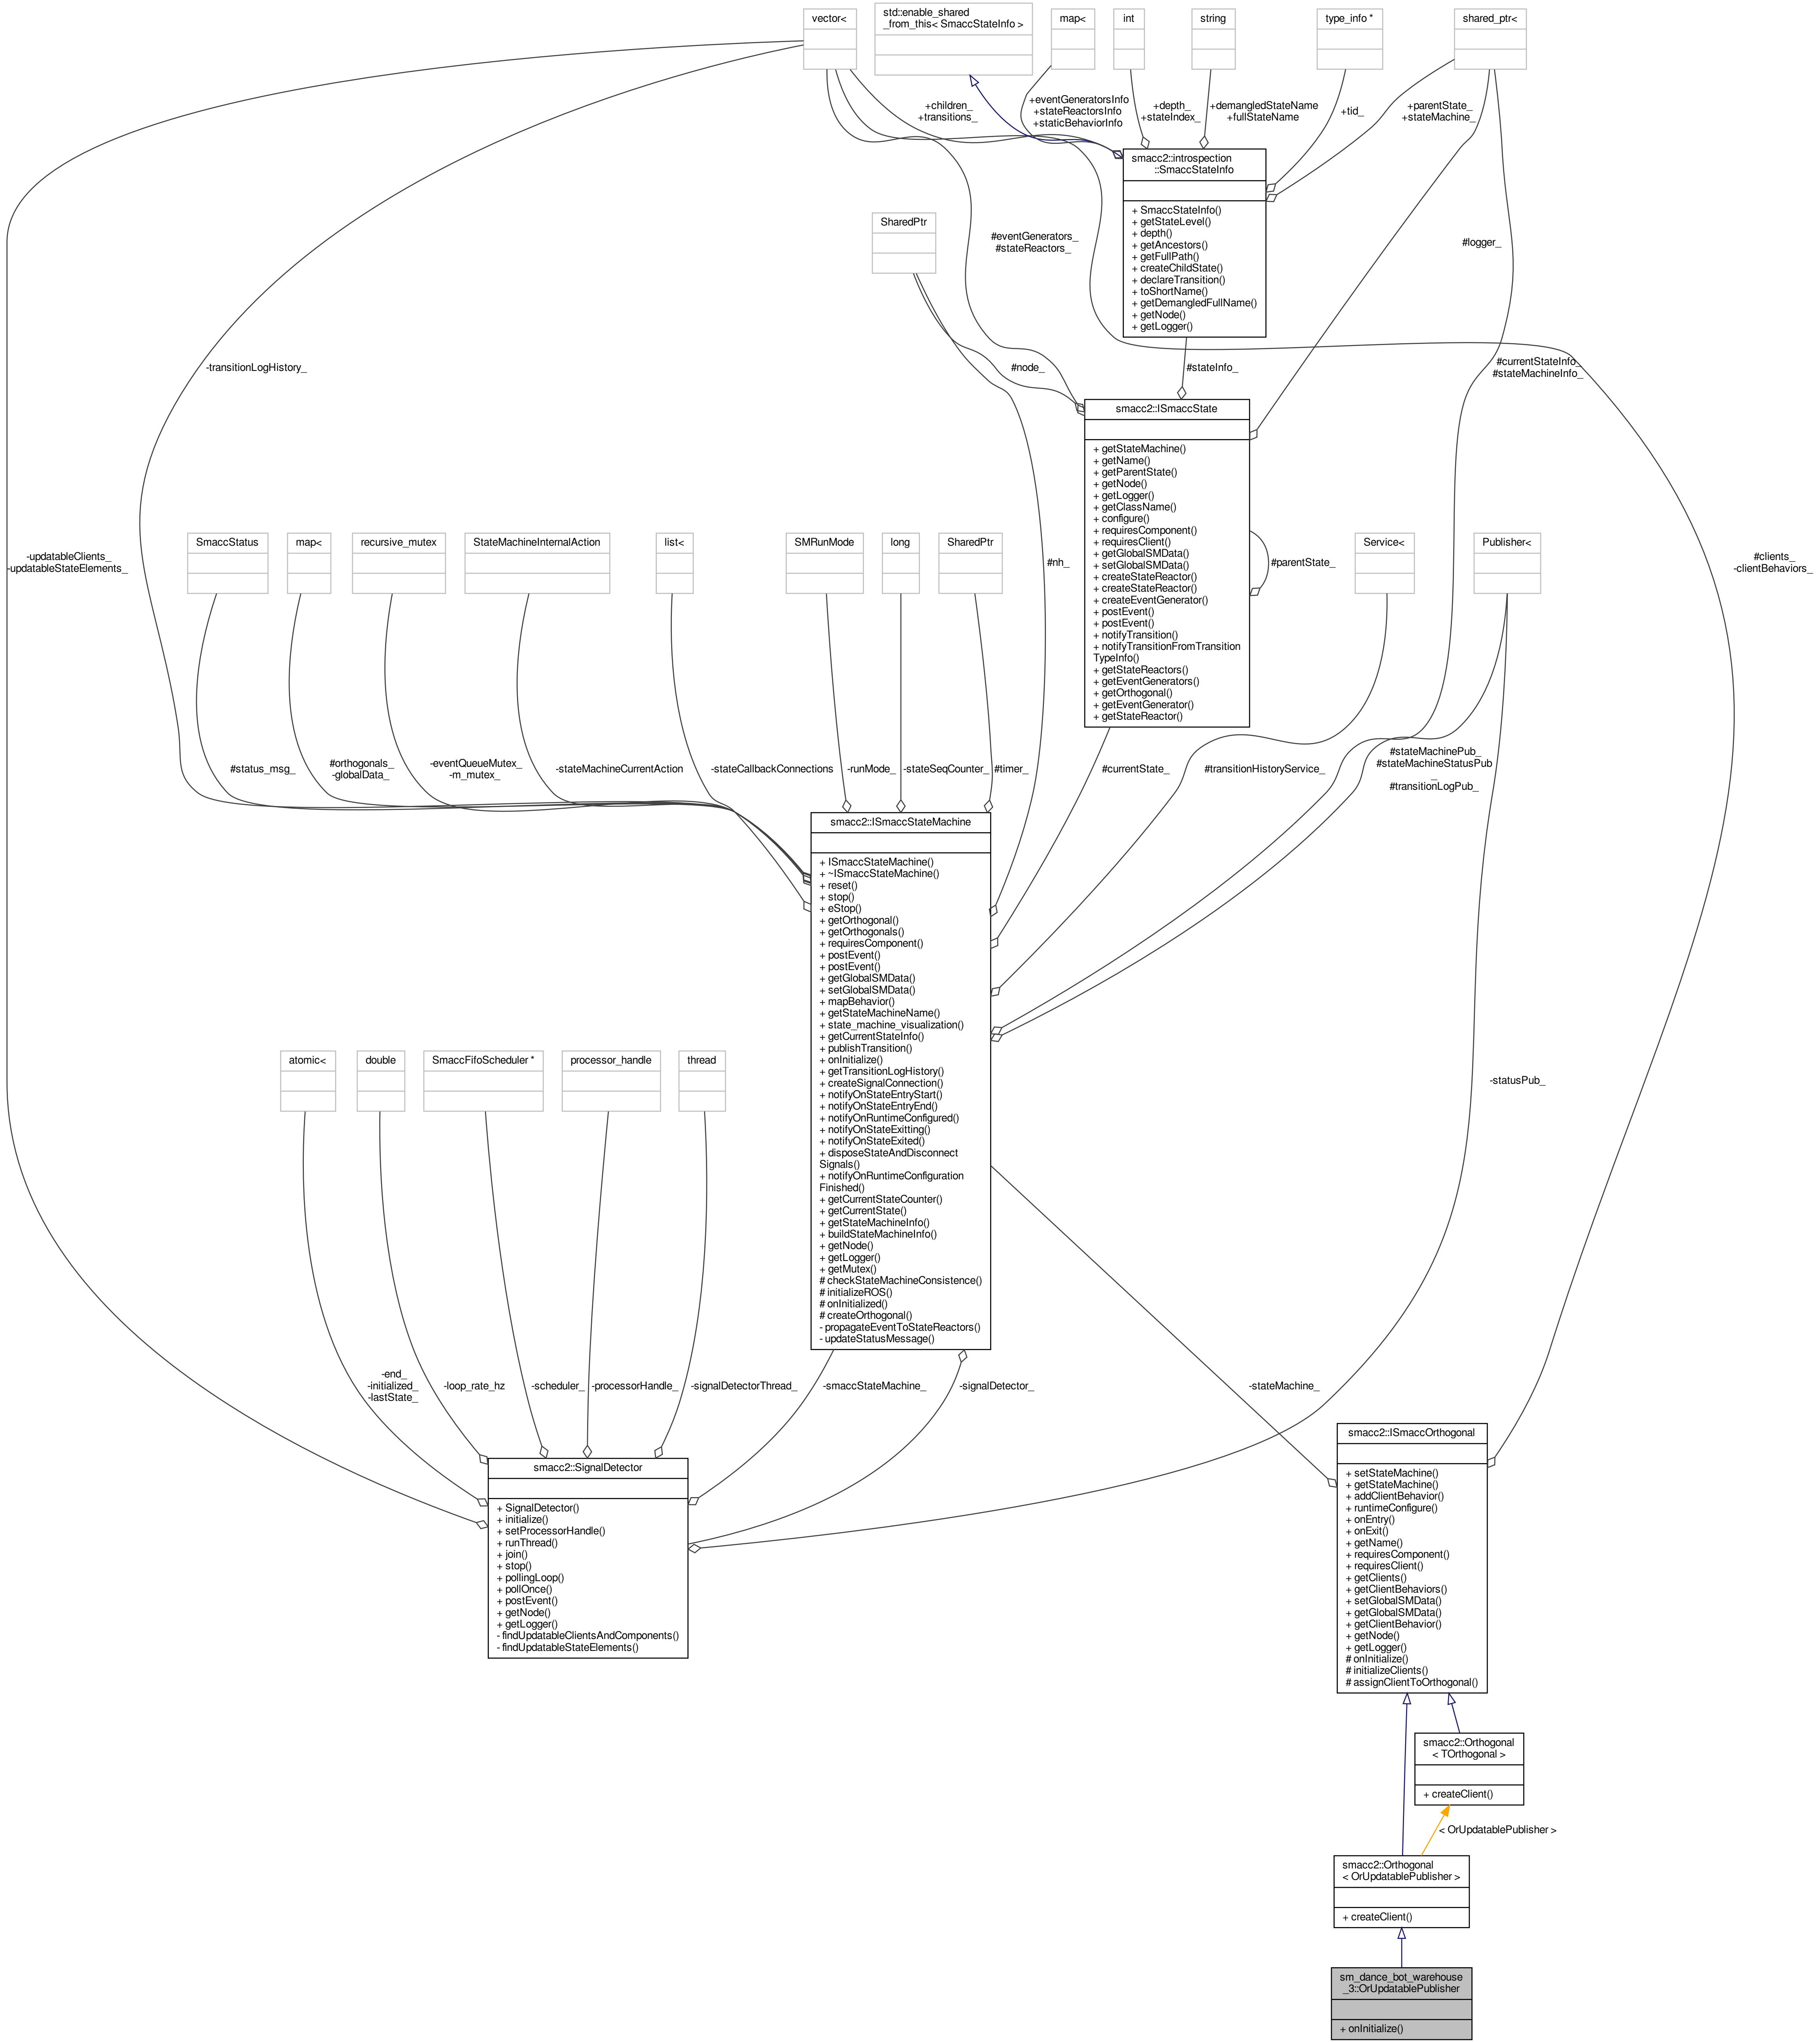 vector<
std::enable_shared
_from_this< SmaccStateInfo >
map<
int
string
type_info *
shared_ptr<
+children_
+transitions_
+eventGeneratorsInfo
+stateReactorsInfo
+staticBehaviorInfo
+depth_
+stateIndex_
+demangledStateName
+fullStateName
+tid_
+parentState_
+stateMachine_
smacc2::introspection
::SmaccStateInfo
+ SmaccStateInfo()
+ getStateLevel()
+ depth()
+ getAncestors()
+ getFullPath()
+ createChildState()
+ declareTransition()
+ toShortName()
+ getDemangledFullName()
+ getNode()
+ getLogger()
SharedPtr
#eventGenerators_
#stateReactors_
#logger_
-transitionLogHistory_
#node_
#stateInfo_
#currentStateInfo_
#stateMachineInfo_
smacc2::ISmaccState
+ getStateMachine()
+ getName()
+ getParentState()
+ getNode()
+ getLogger()
+ getClassName()
+ configure()
+ requiresComponent()
+ requiresClient()
+ getGlobalSMData()
+ setGlobalSMData()
+ createStateReactor()
+ createStateReactor()
+ createEventGenerator()
+ postEvent()
+ postEvent()
+ notifyTransition()
+ notifyTransitionFromTransition
TypeInfo()
+ getStateReactors()
+ getEventGenerators()
+ getOrthogonal()
+ getEventGenerator()
+ getStateReactor()
#parentState_
-updatableClients_
-updatableStateElements_
SmaccStatus
map<
recursive_mutex
StateMachineInternalAction
list<
SMRunMode
long
SharedPtr
#nh_
Service<
Publisher<
#clients_
-clientBehaviors_
#status_msg_
#orthogonals_
-globalData_
-eventQueueMutex_
-m_mutex_
-stateMachineCurrentAction
-stateCallbackConnections
-runMode_
-stateSeqCounter_
#timer_
#currentState_
#transitionHistoryService_
#stateMachinePub_
#stateMachineStatusPub
_
#transitionLogPub_
smacc2::ISmaccStateMachine
+ ISmaccStateMachine()
+ ~ISmaccStateMachine()
+ reset()
+ stop()
+ eStop()
+ getOrthogonal()
+ getOrthogonals()
+ requiresComponent()
+ postEvent()
+ postEvent()
+ getGlobalSMData()
+ setGlobalSMData()
+ mapBehavior()
+ getStateMachineName()
+ state_machine_visualization()
+ getCurrentStateInfo()
+ publishTransition()
+ onInitialize()
+ getTransitionLogHistory()
+ createSignalConnection()
+ notifyOnStateEntryStart()
+ notifyOnStateEntryEnd()
+ notifyOnRuntimeConfigured()
+ notifyOnStateExitting()
+ notifyOnStateExited()
+ disposeStateAndDisconnect
Signals()
+ notifyOnRuntimeConfiguration
Finished()
+ getCurrentStateCounter()
+ getCurrentState()
+ getStateMachineInfo()
+ buildStateMachineInfo()
+ getNode()
+ getLogger()
+ getMutex()
# checkStateMachineConsistence()
# initializeROS()
# onInitialized()
# createOrthogonal()
- propagateEventToStateReactors()
- updateStatusMessage()
atomic<
double
SmaccFifoScheduler *
processor_handle
thread
-statusPub_
-end_
-initialized_
-lastState_
-loop_rate_hz
-scheduler_
-processorHandle_
-signalDetectorThread_
-smaccStateMachine_
-signalDetector_
-stateMachine_
smacc2::SignalDetector
+ SignalDetector()
+ initialize()
+ setProcessorHandle()
+ runThread()
+ join()
+ stop()
+ pollingLoop()
+ pollOnce()
+ postEvent()
+ getNode()
+ getLogger()
- findUpdatableClientsAndComponents()
- findUpdatableStateElements()
smacc2::ISmaccOrthogonal
+ setStateMachine()
+ getStateMachine()
+ addClientBehavior()
+ runtimeConfigure()
+ onEntry()
+ onExit()
+ getName()
+ requiresComponent()
+ requiresClient()
+ getClients()
+ getClientBehaviors()
+ setGlobalSMData()
+ getGlobalSMData()
+ getClientBehavior()
+ getNode()
+ getLogger()
# onInitialize()
# initializeClients()
# assignClientToOrthogonal()
smacc2::Orthogonal
< TOrthogonal >
+ createClient()
< OrUpdatablePublisher >
smacc2::Orthogonal
< OrUpdatablePublisher >
+ createClient()
sm_dance_bot_warehouse
_3::OrUpdatablePublisher
+ onInitialize()